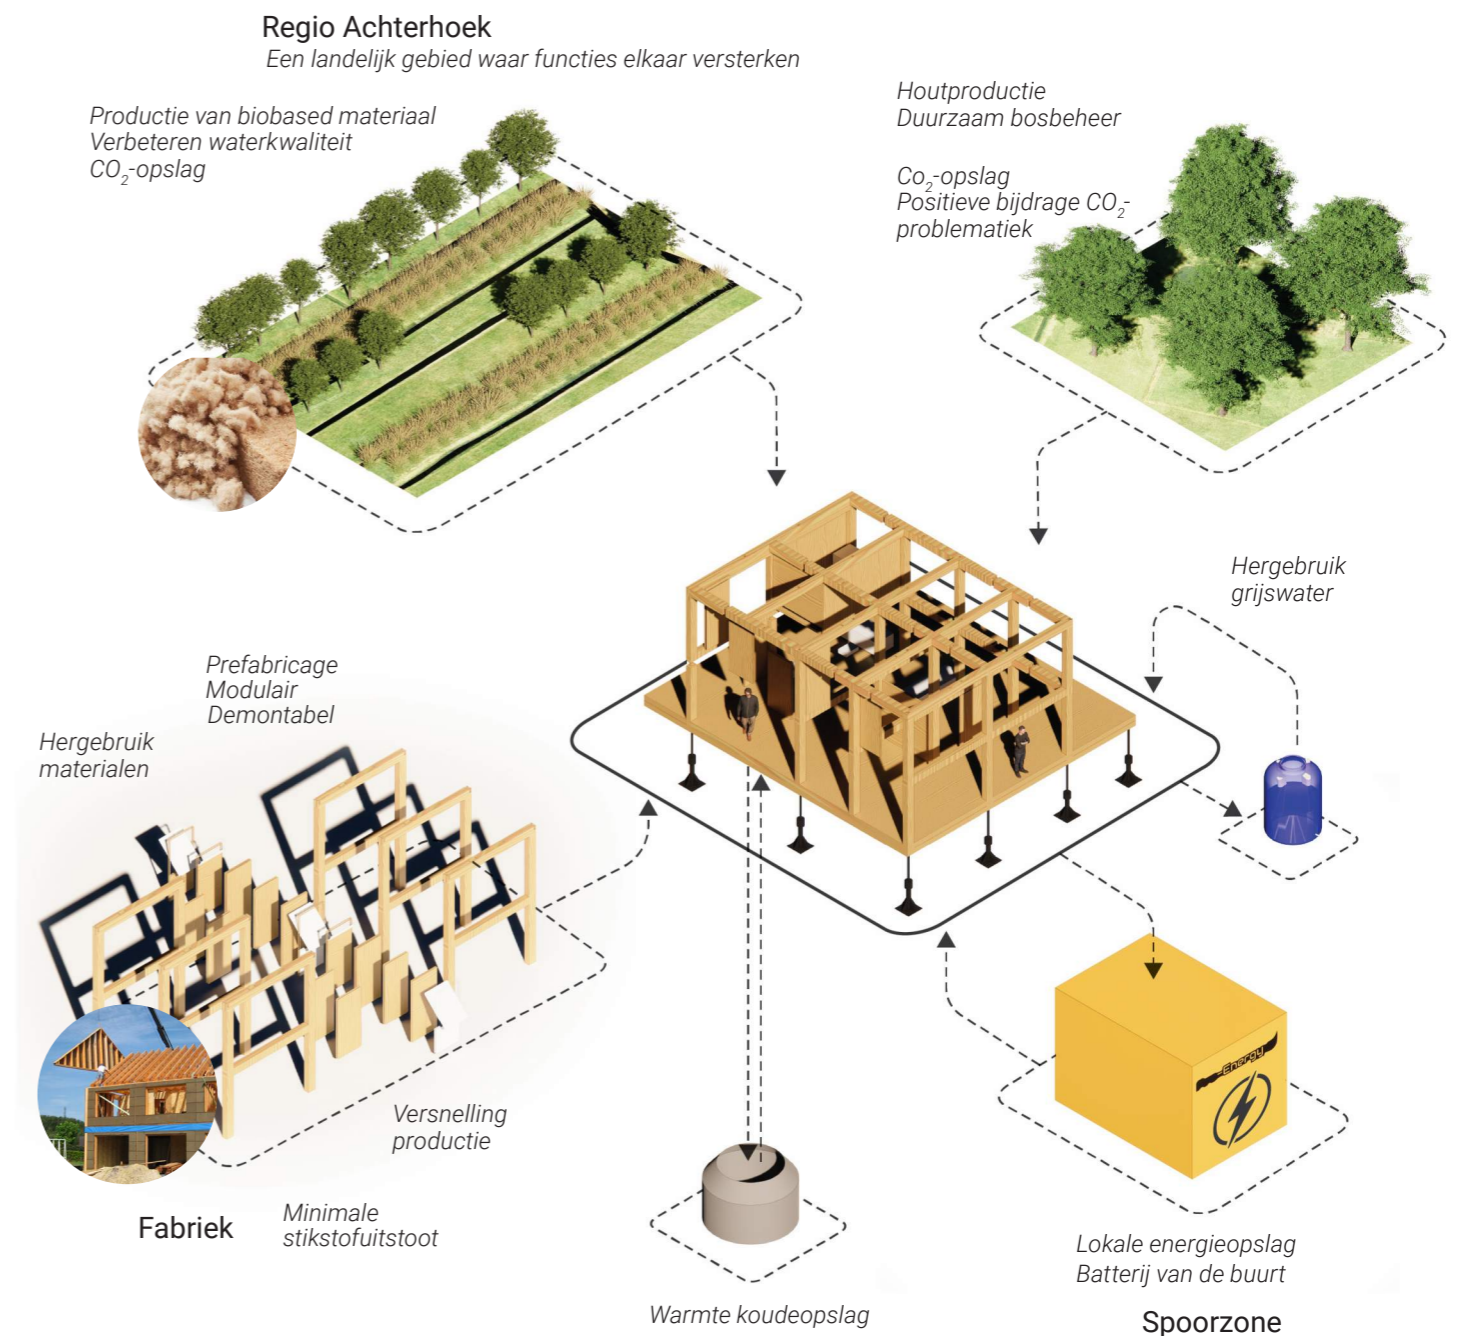 Regio Achterhoek
Een landelijk gebied waar functies elkaar versterken
Productie van biobased materiaal
Verbeteren waterkwaliteit
CO₂-opslag
Houtproductie
Duurzaam bosbeheer
Co₂-opslag
Positieve bijdrage CO₂-
problematiek
Hergebruik
grijswater
Prefabricage
Modulair
Demontabel
Hergebruik
materialen
Versnelling
productie
Fabriek
Minimale
stikstofuitstoot
Energy
Warmte koudeopslag
Lokale energieopslag
Batterij van de buurt
Spoorzone